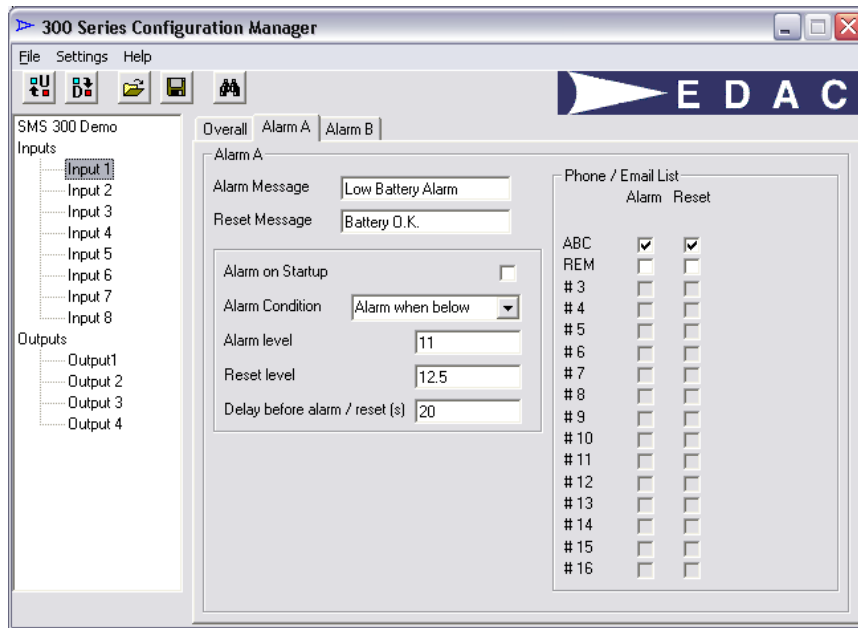 300 Series Configuration Manager
File Settings Help
EDAC
SMS 300 Demo
Inputs
Input 1
Input 2
Input 3
Input 4
Input 5
Input 6
Input 7
Input 8
Outputs
Output1
Output 2
Output 3
Output 4
Overall Alarm A Alarm B
Alarm A
Alarm Message Low Battery Alarm
Reset Message Battery O.K.
Alarm on Startup
Alarm Condition Alarm when below
Alarm level 11
Reset level 12.5
Delay before alarm / reset (s) 20
Phone / Email List
Alarm Reset
ABC
REM
# 3
# 4
# 5
# 6
# 7
# 8
# 9
# 10
# 11
# 12
# 13
# 14
# 15
# 16